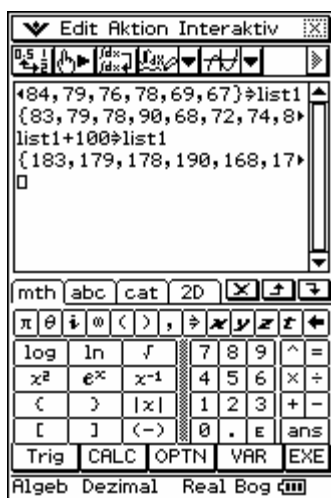 Edit Aktion Interaktiv
84,79,76,78,69,67}⇒list1
{83,79,78,90,68,72,74,8
list1+100⇒list1
{183,179,178,190,168,17
mth abc cat 2D
π θ i ∞ ( ) , ⇒ x y z t
log ln √ 7 8 9 ^ =
x² eˣ x⁻¹ 4 5 6 × ÷
( ) |x| 1 2 3 + −
[ ] (−) 0 . E ans
Trig CALC OPTN VAR EXE
Algeb Dezimal Real Bog